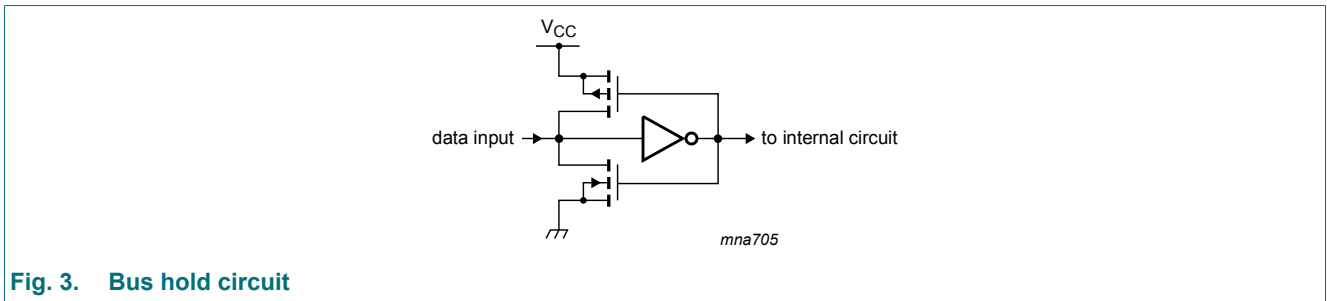 VCC
data input
to internal circuit
mna705
Fig. 3. Bus hold circuit